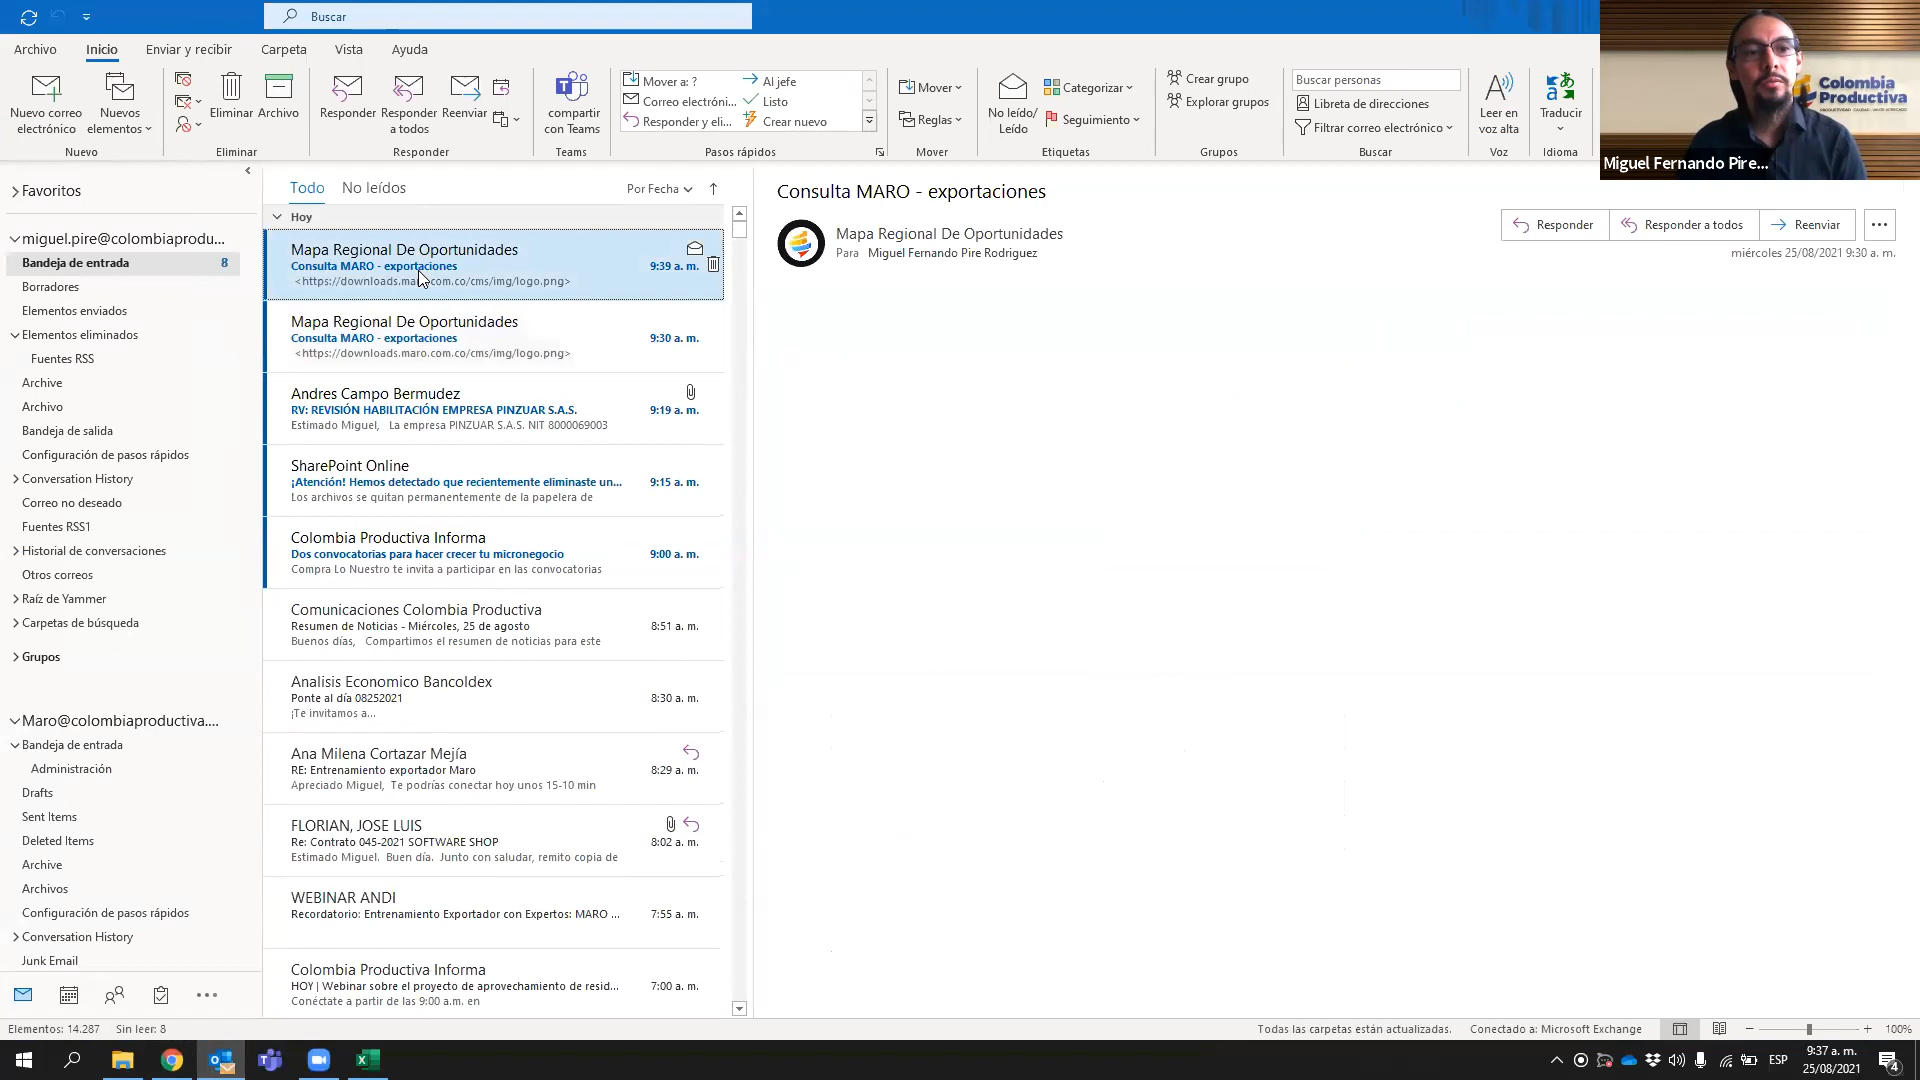 Buscar
Archivo
Inicio
Enviar y recibir
Carpeta
Vista
Ayuda
Nuevo correo
electrónico
Nuevos
elementos
Nuevo
Eliminar
Archivo
Eliminar
Responder
Responder
a todos
Reenviar
Responder
compartir
con Teams
Teams
Mover a: ?
Correo electróni...
Responder y eli...
Al jefe
Listo
Crear nuevo
Pasos rápidos
Mover
Reglas
Mover
No leído/
Leído
Categorizar
Seguimiento
Etiquetas
Crear grupo
Explorar grupos
Grupos
Buscar personas
Libreta de direcciones
Filtrar correo electrónico
Buscar
Leer en
voz alta
Voz
Traducir
Idioma
Colombia
Productiva
Miguel Fernando Pire...
Favoritos
miguel.pire@colombiaprodu...
Bandeja de entrada 8
Borradores
Elementos enviados
Elementos eliminados
Fuentes RSS
Archive
Archivo
Bandeja de salida
Configuración de pasos rápidos
Conversation History
Correo no deseado
Fuentes RSS1
Historial de conversaciones
Otros correos
Raíz de Yammer
Carpetas de búsqueda
Grupos
Maro@colombiaproductiva....
Bandeja de entrada
Administración
Drafts
Sent Items
Deleted Items
Archive
Archivos
Configuración de pasos rápidos
Conversation History
Junk Email
Todo No leídos Por Fecha
Hoy
Mapa Regional De Oportunidades
Consulta MARO - exportaciones 9:39 a. m.
<https://downloads.maro.com.co/cms/img/logo.png>
Mapa Regional De Oportunidades
Consulta MARO - exportaciones 9:30 a. m.
<https://downloads.maro.com.co/cms/img/logo.png>
Andres Campo Bermudez
RV: REVISIÓN HABILITACIÓN EMPRESA PINZUAR S.A.S. 9:19 a. m.
Estimado Miguel, La empresa PINZUAR S.A.S. NIT 8000069003
SharePoint Online
¡Atención! Hemos detectado que recientemente eliminaste un... 9:15 a. m.
Los archivos se quitan permanentemente de la papelera de
Colombia Productiva Informa
Dos convocatorias para hacer crecer tu micronegocio 9:00 a. m.
Compra Lo Nuestro te invita a participar en las convocatorias
Comunicaciones Colombia Productiva
Resumen de Noticias - Miércoles, 25 de agosto 8:51 a. m.
Buenos días, Compartimos el resumen de noticias para este
Analisis Economico Bancoldex
Ponte al día 08252021 8:30 a. m.
¡Te invitamos a...
Ana Milena Cortazar Mejía
RE: Entrenamiento exportador Maro 8:29 a. m.
Apreciado Miguel, Te podrías conectar hoy unos 15-10 min
FLORIAN, JOSE LUIS
Re: Contrato 045-2021 SOFTWARE SHOP 8:02 a. m.
Estimado Miguel. Buen día. Junto con saludar, remito copia de
WEBINAR ANDI
Recordatorio: Entrenamiento Exportador con Expertos: MARO ... 7:55 a. m.
Colombia Productiva Informa
HOY | Webinar sobre el proyecto de aprovechamiento de resid... 7:00 a. m.
Conéctate a partir de las 9:00 a.m. en
Consulta MARO - exportaciones
Mapa Regional De Oportunidades
Para Miguel Fernando Pire Rodriguez
Responder
Responder a todos
Reenviar
miércoles 25/08/2021 9:30 a. m.
Elementos: 14.287 Sin leer: 8
Todas las carpetas están actualizadas. Conectado a: Microsoft Exchange 100%
ESP
9:37 a. m.
25/08/2021
4